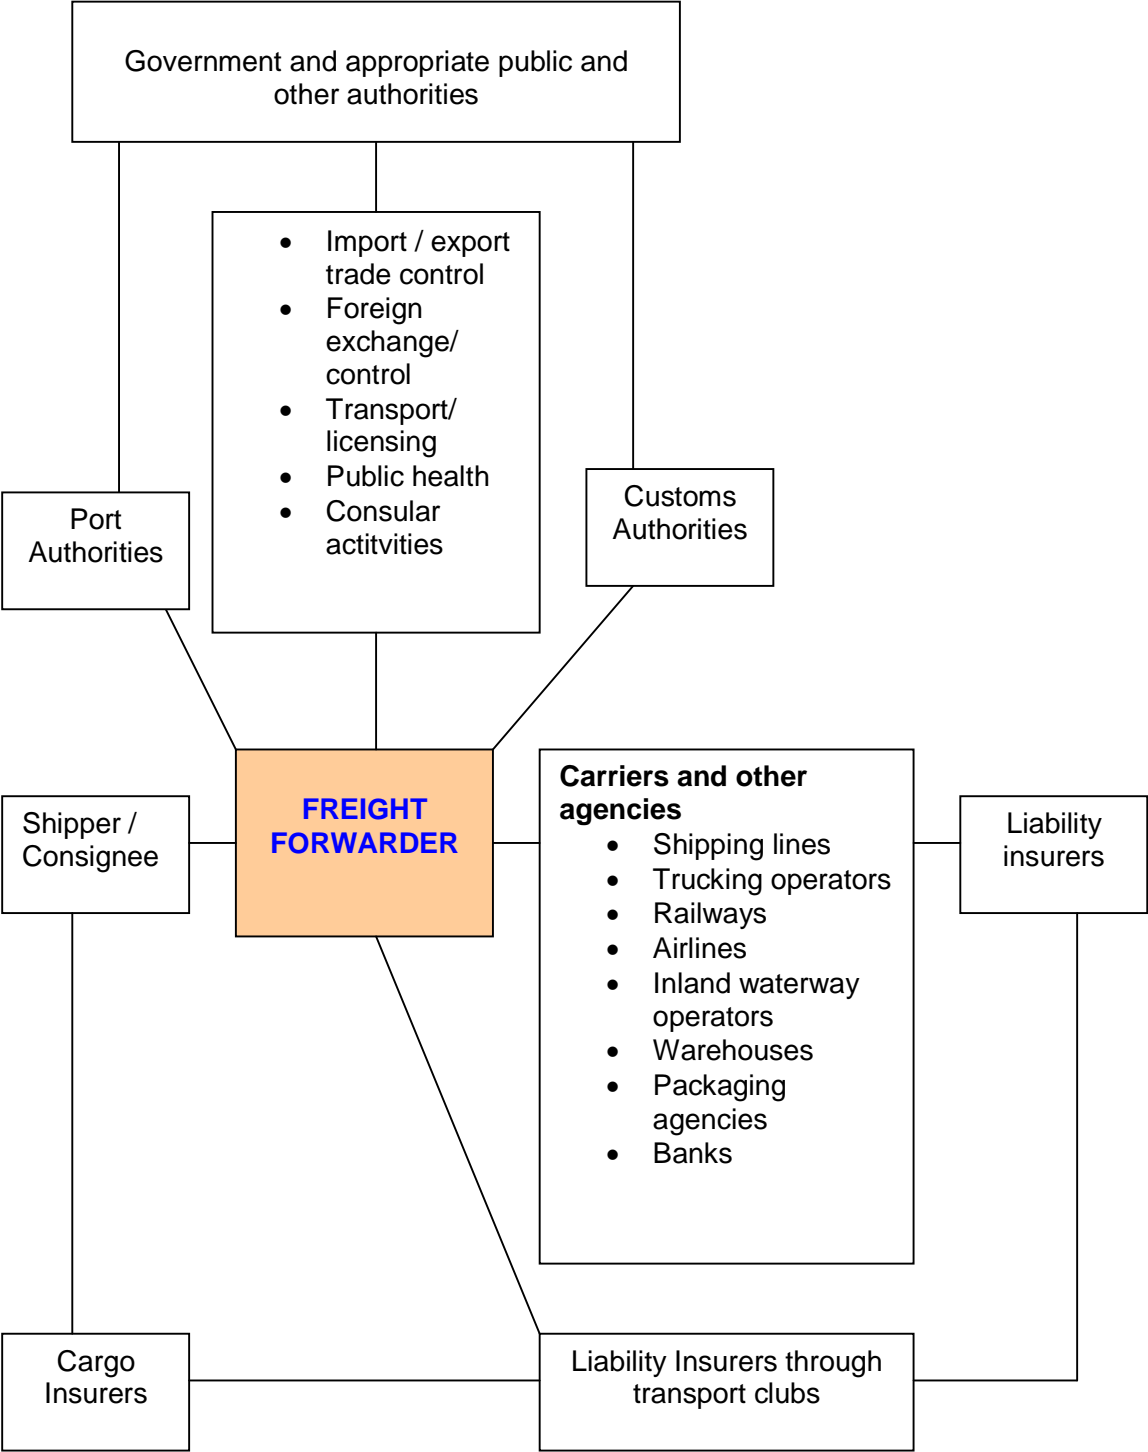 Government and appropriate public and
other authorities
• Import / export
trade control
• Foreign
exchange/
control
• Transport/
licensing
• Public health
• Consular
actitvities
Port
Authorities
Customs
Authorities
Shipper /
Consignee
FREIGHT
FORWARDER
Carriers and other
agencies
• Shipping lines
• Trucking operators
• Railways
• Airlines
• Inland waterway
operators
• Warehouses
• Packaging
agencies
• Banks
Liability
insurers
Cargo
Insurers
Liability Insurers through
transport clubs